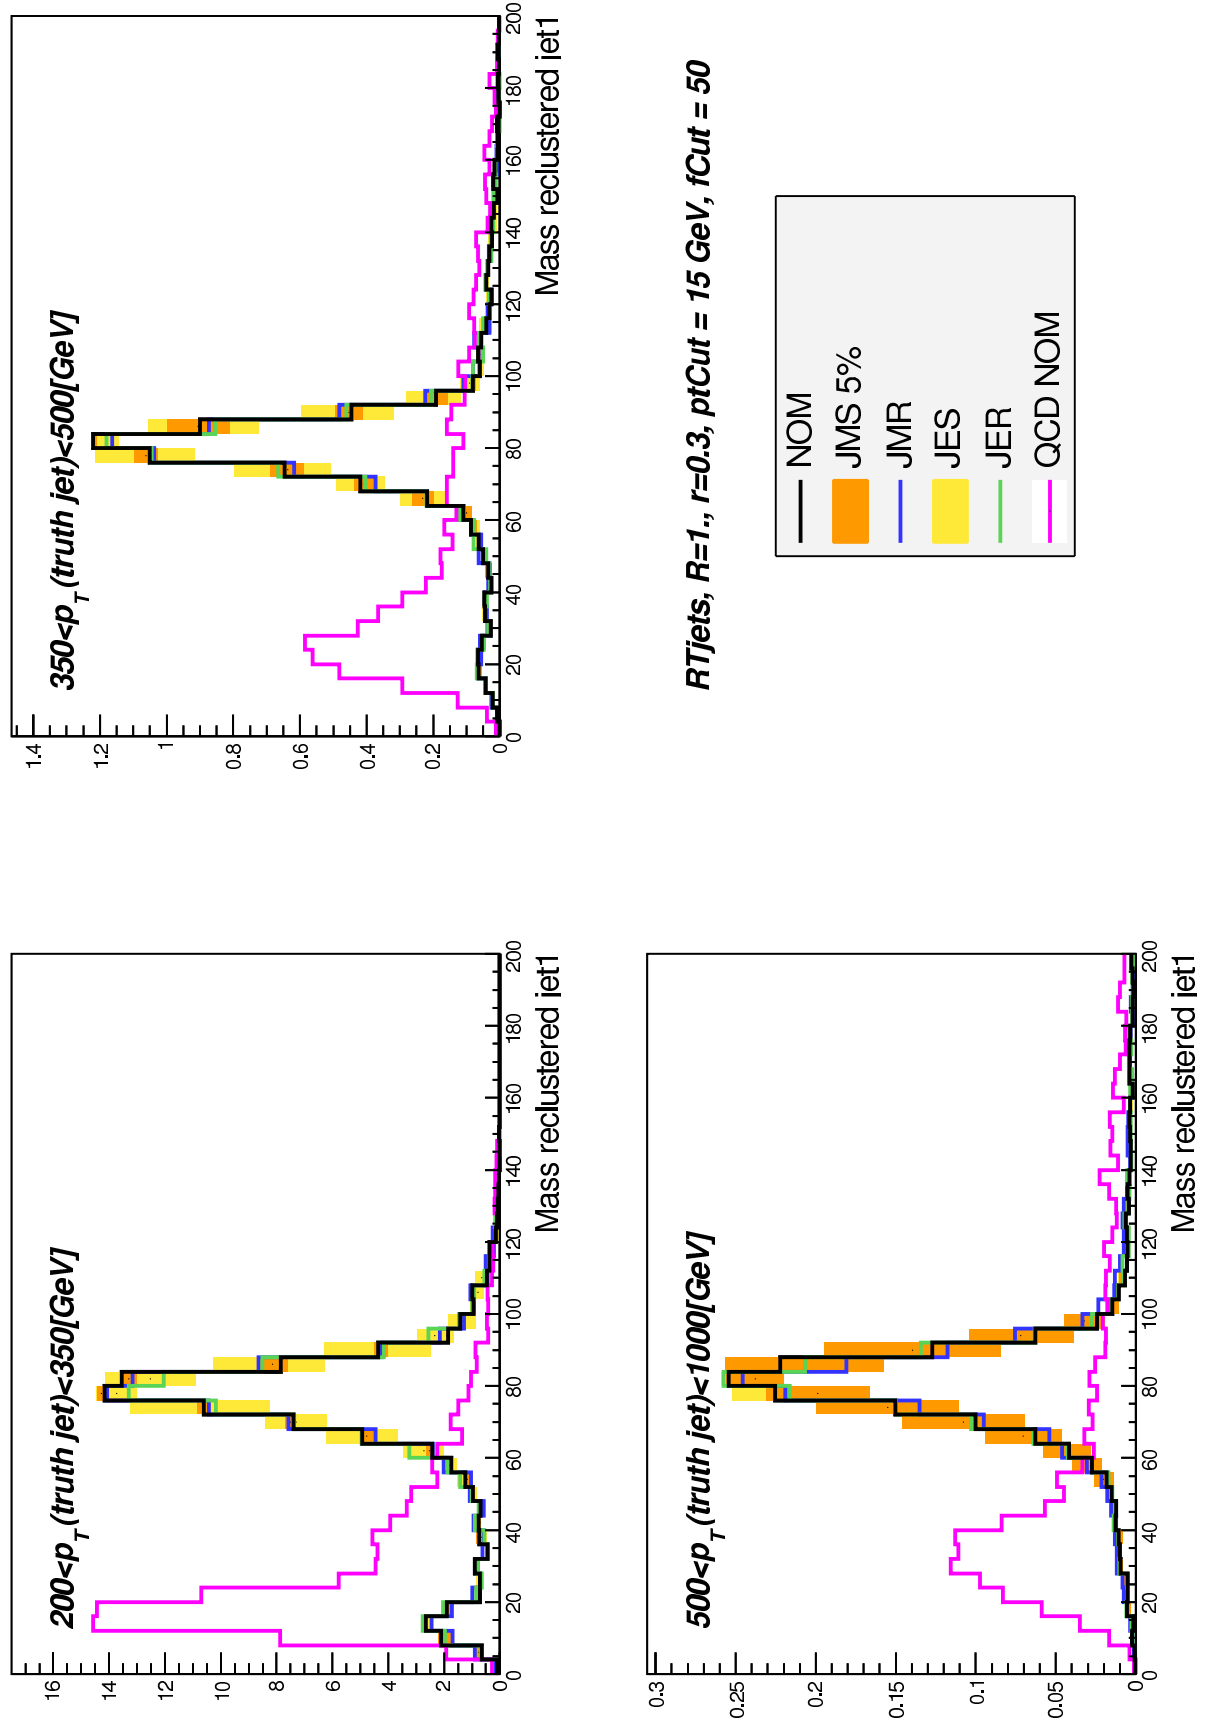 200<p_T(truth jet)<350[GeV]
16
14
12
10
8
6
4
2
0
0 20 40 60 80 100 120 140 160 180 200
Mass reclustered jet1
350<p_T(truth jet)<500[GeV]
1.4
1.2
1
0.8
0.6
0.4
0.2
0
0 20 40 60 80 100 120 140 160 180 200
Mass reclustered jet1
500<p_T(truth jet)<1000[GeV]
0.3
0.25
0.2
0.15
0.1
0.05
0
0 20 40 60 80 100 120 140 160 180 200
Mass reclustered jet1
RTjets, R=1., r=0.3, ptCut = 15 GeV, fCut = 50
NOM
JMS 5%
JMR
JES
JER
QCD NOM